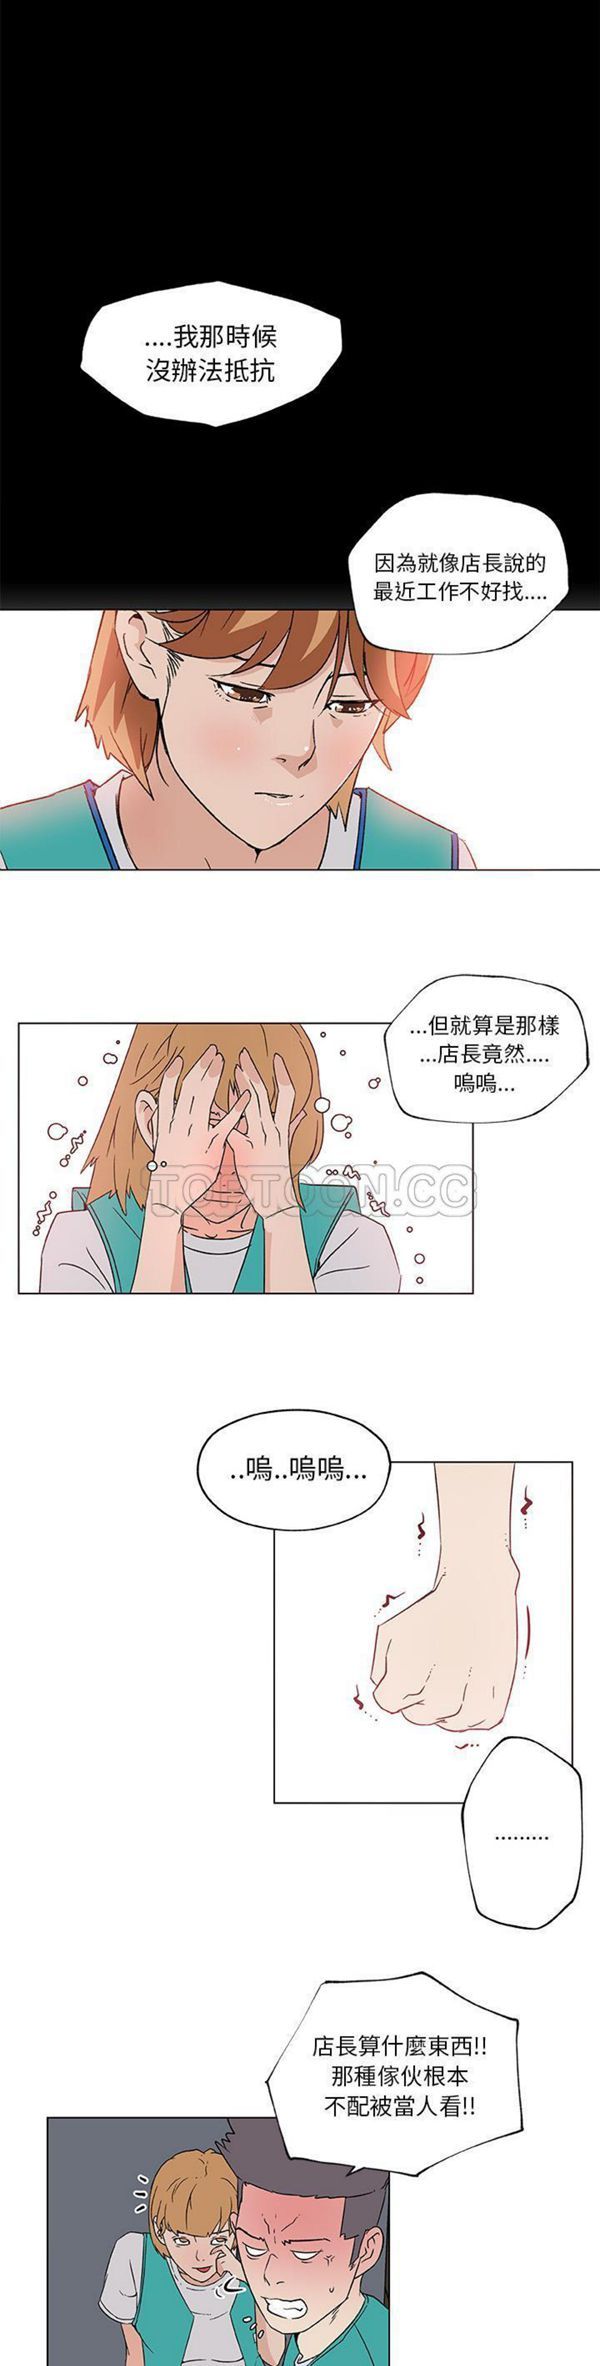 ....我那時候
沒辦法抵抗
因為就像店長說的
最近工作不好找....
...但就算是那樣
...店長竟然....
嗚嗚...
TOPTOON.CC
..嗚..嗚嗚...
.........
店長算什麼東西!!
那種傢伙根本
不配被當人看!!